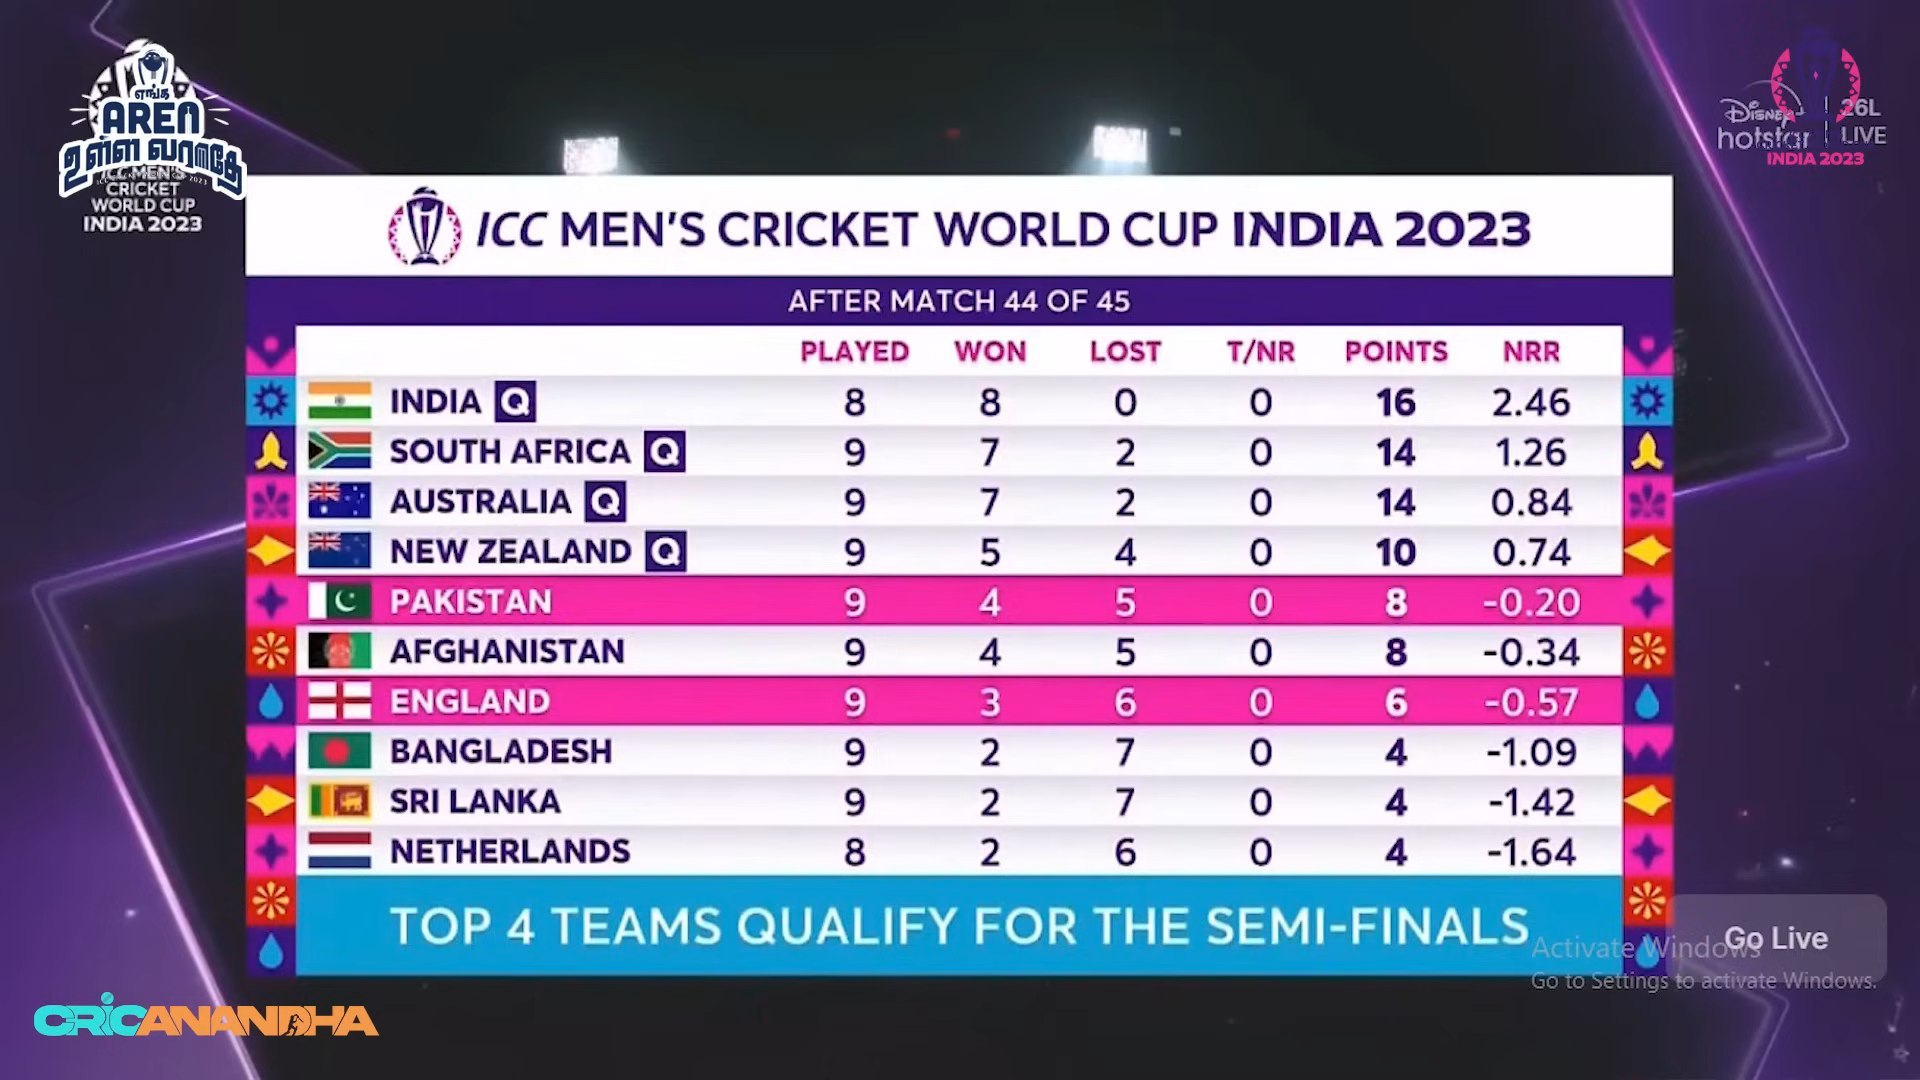 எங்க
AREA
உள்ள வராதே
CRICKET
WORLD CUP
INDIA 2023
Disney+
hotstar
26L
LIVE
INDIA 2023
ICC MEN'S CRICKET WORLD CUP INDIA 2023
AFTER MATCH 44 OF 45
PLAYED WON LOST T/NR POINTS NRR
INDIA Q 8 8 0 0 16 2.46
SOUTH AFRICA Q 9 7 2 0 14 1.26
AUSTRALIA Q 9 7 2 0 14 0.84
NEW ZEALAND Q 9 5 4 0 10 0.74
PAKISTAN 9 4 5 0 8 -0.20
AFGHANISTAN 9 4 5 0 8 -0.34
ENGLAND 9 3 6 0 6 -0.57
BANGLADESH 9 2 7 0 4 -1.09
SRI LANKA 9 2 7 0 4 -1.42
NETHERLANDS 8 2 6 0 4 -1.64
TOP 4 TEAMS QUALIFY FOR THE SEMI-FINALS
Go Live
Activate Windows
Go to Settings to activate Windows.
CRICANANDHA